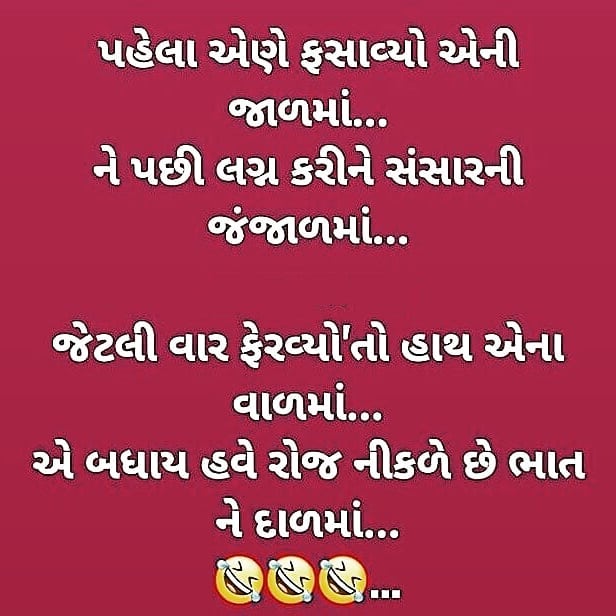 પહેલા એણે ફસાવ્યો એની
જાળમાં...
ને પછી લગ્ન કરીને સંસારની
જંજાળમાં...
જેટલી વાર ફેરવ્યો'તો હાથ એના
વાળમાં...
એ બધાય હવે રોજ નીકળે છે ભાત
ને દાળમાં...
🤣🤣🤣...